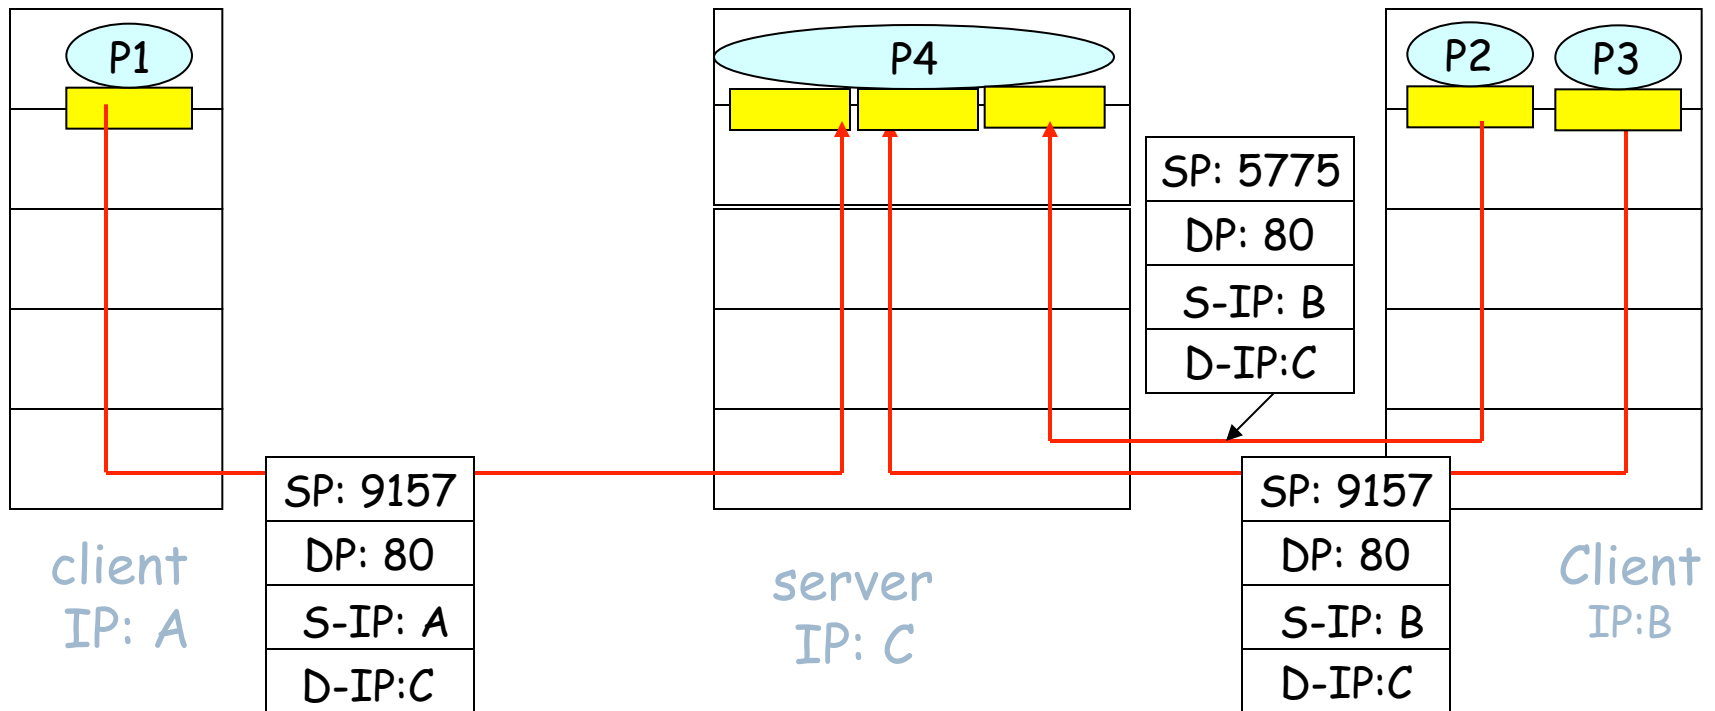 P1
P4
P2
P3
SP: 5775
DP: 80
S-IP: B
D-IP:C
SP: 9157
DP: 80
S-IP: A
D-IP:C
SP: 9157
DP: 80
S-IP: B
D-IP:C
client
IP: A
server
IP: C
Client
IP:B